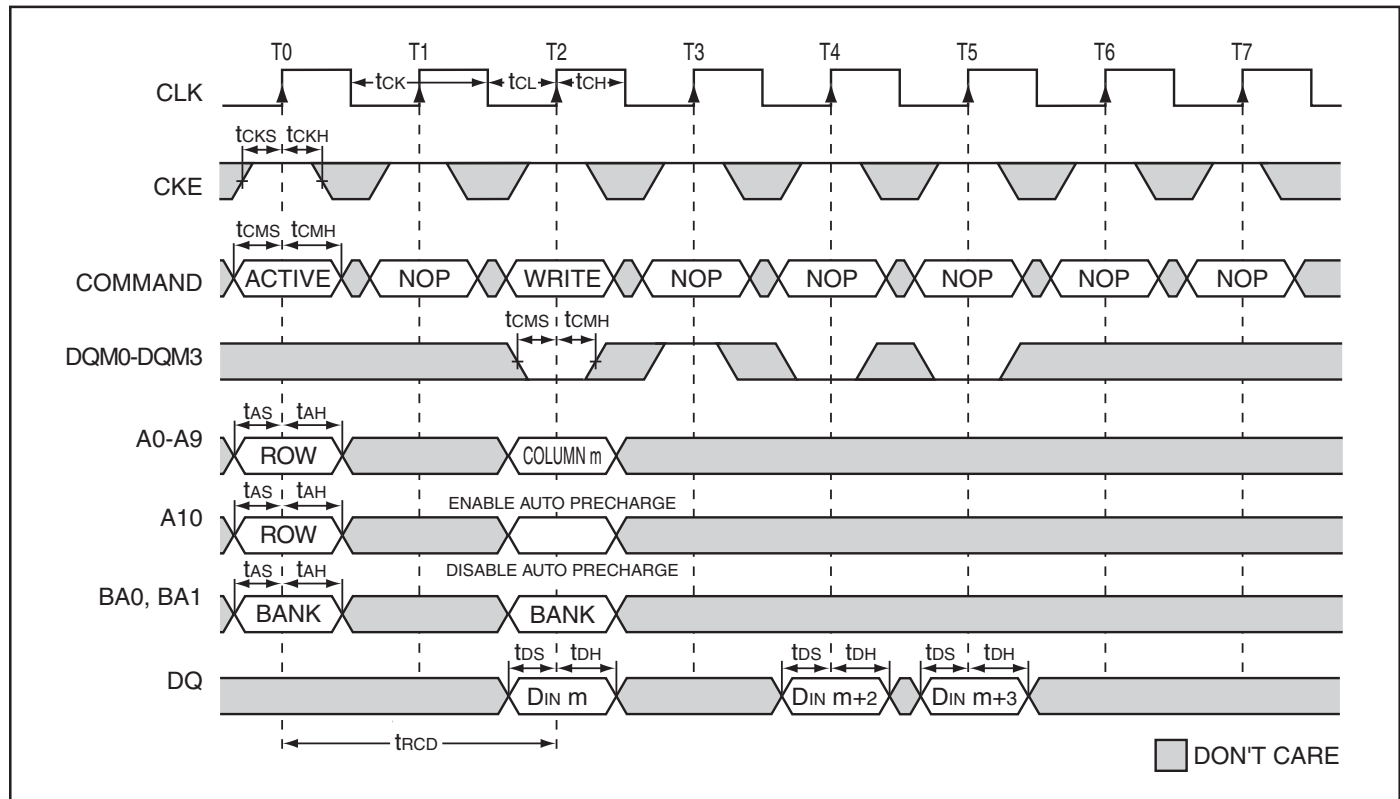 T0 T1 T2 T3 T4 T5 T6 T7
CLK
tCK tCL tCH
tCKS tCKH
CKE
tCMS tCMH
COMMAND ACTIVE NOP WRITE NOP NOP NOP NOP NOP
tCMS tCMH
DQM0-DQM3
tAS tAH
A0-A9 ROW COLUMN m
tAS tAH ENABLE AUTO PRECHARGE
A10 ROW
tAS tAH DISABLE AUTO PRECHARGE
BA0, BA1 BANK BANK
tDS tDH tDS tDH tDS tDH
DQ DIN m DIN m+2 DIN m+3
tRCD
DON'T CARE